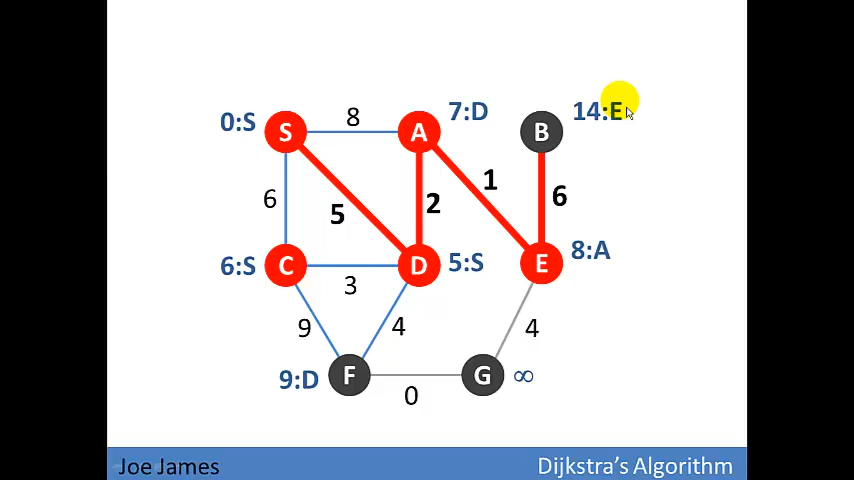 0:S S 8 A 7:D B 14:E
6 5 2 1 6
6:S C 3 D 5:S E 8:A
9 4 4
9:D F 0 G ∞
Joe James Dijkstra's Algorithm